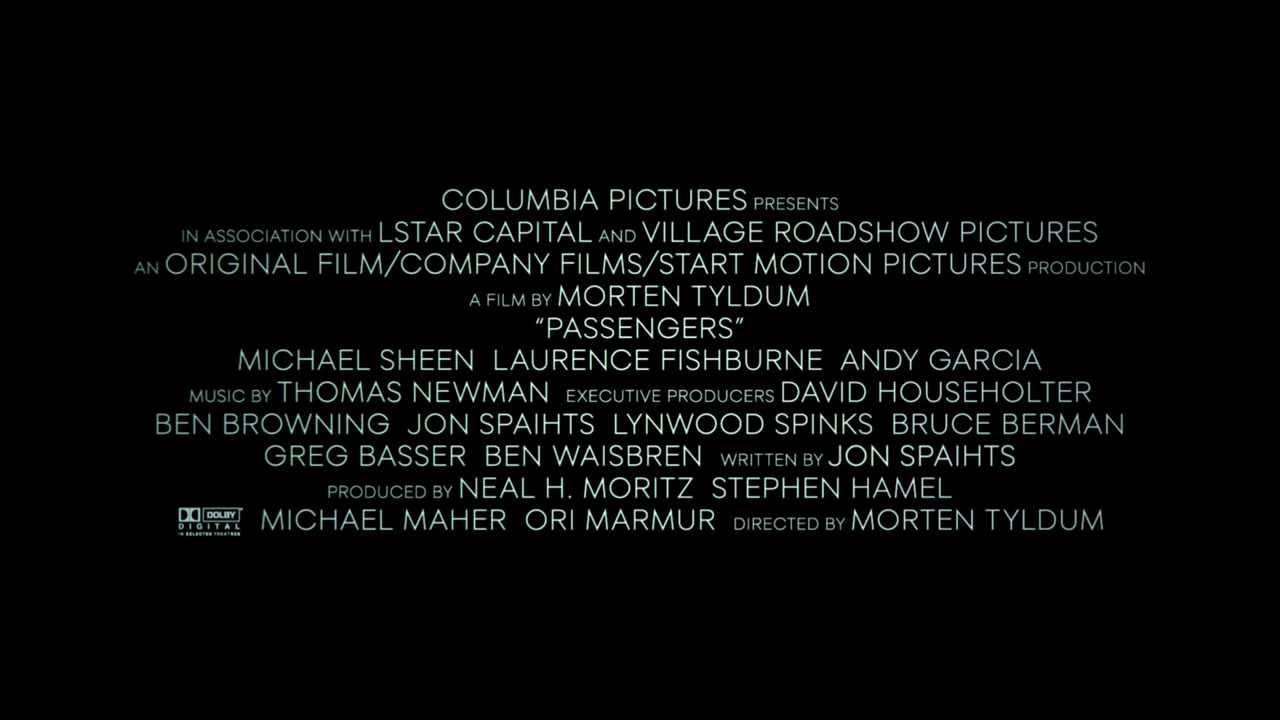 COLUMBIA PICTURES PRESENTS
IN ASSOCIATION WITH LSTAR CAPITAL AND VILLAGE ROADSHOW PICTURES
AN ORIGINAL FILM/COMPANY FILMS/START MOTION PICTURES PRODUCTION
A FILM BY MORTEN TYLDUM
“PASSENGERS”
MICHAEL SHEEN LAURENCE FISHBURNE ANDY GARCIA
MUSIC BY THOMAS NEWMAN EXECUTIVE PRODUCERS DAVID HOUSEHOLTER
BEN BROWNING JON SPAIHTS LYNWOOD SPINKS BRUCE BERMAN
GREG BASSER BEN WAISBREN WRITTEN BY JON SPAIHTS
PRODUCED BY NEAL H. MORITZ STEPHEN HAMEL
MICHAEL MAHER ORI MARMUR DIRECTED BY MORTEN TYLDUM
DOLBY
DIGITAL
IN SELECTED THEATRES